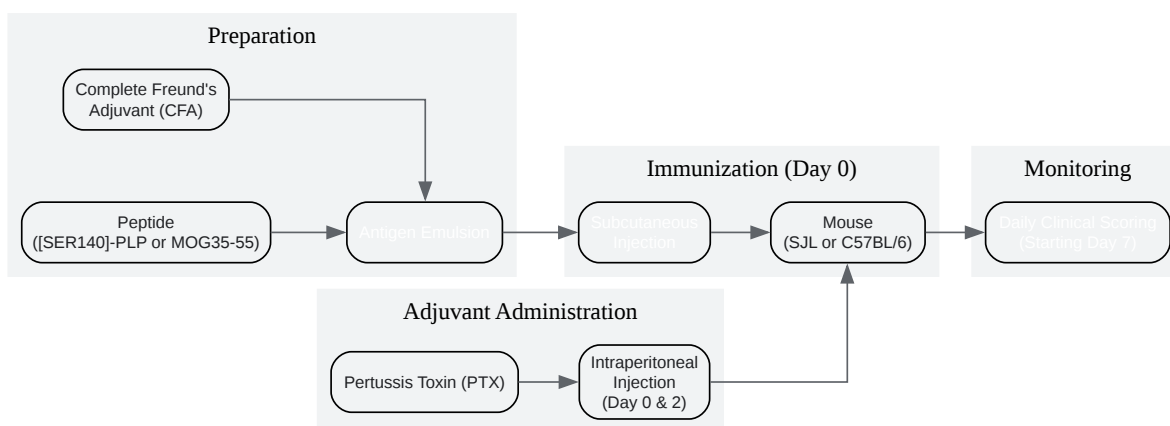 Preparation
Complete Freund's
Adjuvant (CFA)
Peptide
([SER140]-PLP or MOG35-55)
Antigen Emulsion
Immunization (Day 0)
Subcutaneous
Injection
Mouse
(SJL or C57BL/6)
Monitoring
Daily Clinical Scoring
(Starting Day 7)
Adjuvant Administration
Pertussis Toxin (PTX)
Intraperitoneal
Injection
(Day 0 & 2)